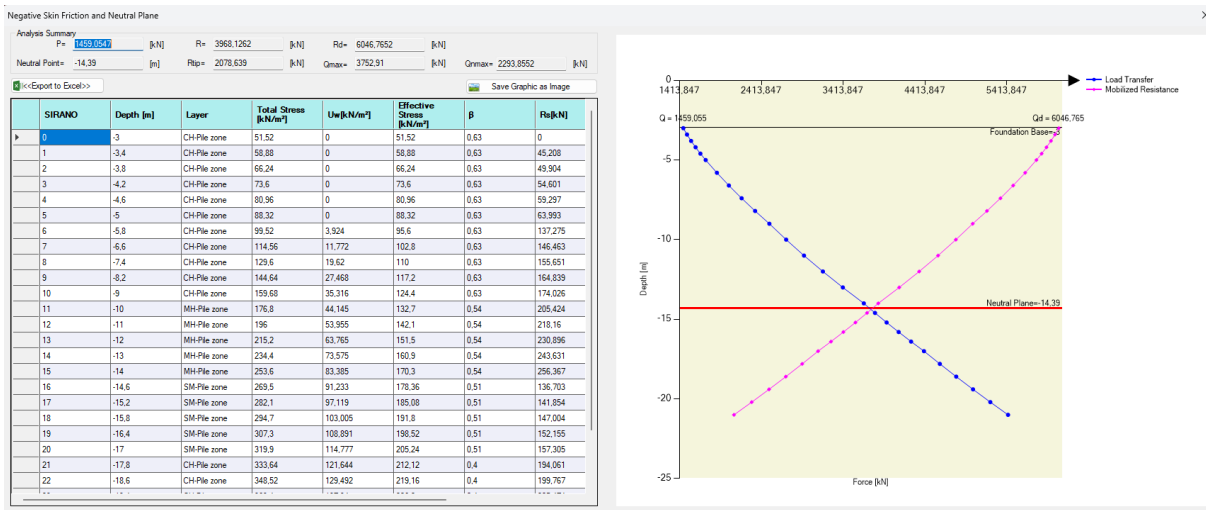 Negative Skin Friction and Neutral Plane
Analysis Summary
P= 1459,0547 [kN] R= 3968,1262 [kN] Rd= 6046,7652 [kN]
Neutral Point= -14,39 [m] Rtip= 2078,639 [kN] Qmax= 3752,91 [kN] Qnmax= 2293,8552 [kN]
<<Export to Excel>> Save Graphic as Image
SIRANO Depth [m] Layer Total Stress [kN/m²] Uw[kN/m²] Effective Stress [kN/m²] β Rs[kN]
0 -3 CH-Pile zone 51,52 0 51,52 0,63 0
1 -3,4 CH-Pile zone 58,88 0 58,88 0,63 45,208
2 -3,8 CH-Pile zone 66,24 0 66,24 0,63 49,904
3 -4,2 CH-Pile zone 73,6 0 73,6 0,63 54,601
4 -4,6 CH-Pile zone 80,96 0 80,96 0,63 59,297
5 -5 CH-Pile zone 88,32 0 88,32 0,63 63,993
6 -5,8 CH-Pile zone 99,52 3,924 95,6 0,63 137,275
7 -6,6 CH-Pile zone 114,56 11,772 102,8 0,63 146,463
8 -7,4 CH-Pile zone 129,6 19,62 110 0,63 155,651
9 -8,2 CH-Pile zone 144,64 27,468 117,2 0,63 164,839
10 -9 CH-Pile zone 159,68 35,316 124,4 0,63 174,026
11 -10 MH-Pile zone 176,8 44,145 132,7 0,54 205,424
12 -11 MH-Pile zone 196 53,955 142,1 0,54 218,16
13 -12 MH-Pile zone 215,2 63,765 151,5 0,54 230,896
14 -13 MH-Pile zone 234,4 73,575 160,9 0,54 243,631
15 -14 MH-Pile zone 253,6 83,385 170,3 0,54 256,367
16 -14,6 SM-Pile zone 269,5 91,233 178,36 0,51 136,703
17 -15,2 SM-Pile zone 282,1 97,119 185,08 0,51 141,854
18 -15,8 SM-Pile zone 294,7 103,005 191,8 0,51 147,004
19 -16,4 SM-Pile zone 307,3 108,891 198,52 0,51 152,155
20 -17 SM-Pile zone 319,9 114,777 205,24 0,51 157,305
21 -17,8 CH-Pile zone 333,64 121,644 212,12 0,4 194,061
22 -18,6 CH-Pile zone 348,52 129,492 219,16 0,4 199,767
0
1413,847 2413,847 3413,847 4413,847 5413,847
Load Transfer
Mobilized Resistance
Q = 1459,055 Qd = 6046,765
Foundation Base=-3
-5
-10
Depth [m]
Neutral Plane=-14,39
-15
-20
-25
Force [kN]